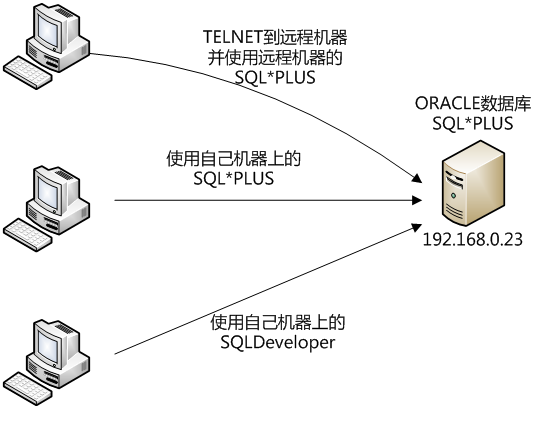 TELNET到远程机器
并使用远程机器的
SQL*PLUS
ORACLE数据库
SQL*PLUS
使用自己机器上的
SQL*PLUS
192.168.0.23
使用自己机器上的
SQLDeveloper